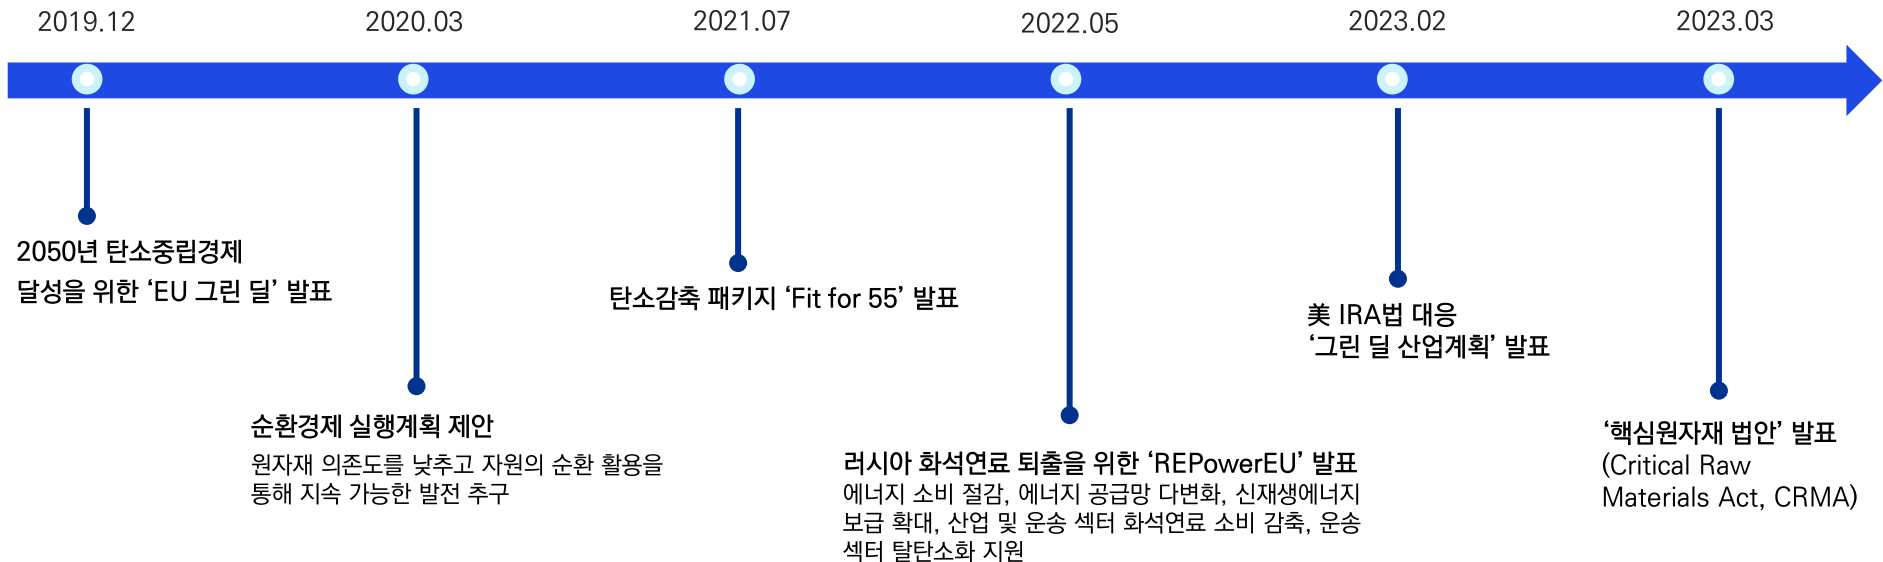 2019.12
2020.03
2021.07
2022.05
2023.02
2023.03
2050년 탄소중립경제
달성을 위한 ‘EU 그린 딜’ 발표
순환경제 실행계획 제안
원자재 의존도를 낮추고 자원의 순환 활용을
통해 지속 가능한 발전 추구
탄소감축 패키지 ‘Fit for 55’ 발표
러시아 화석연료 퇴출을 위한 ‘REPowerEU’ 발표
에너지 소비 절감, 에너지 공급망 다변화, 신재생에너지
보급 확대, 산업 및 운송 섹터 화석연료 소비 감축, 운송
섹터 탈탄소화 지원
美 IRA법 대응
‘그린 딜 산업계획’ 발표
‘핵심원자재 법안’ 발표
(Critical Raw
Materials Act, CRMA)